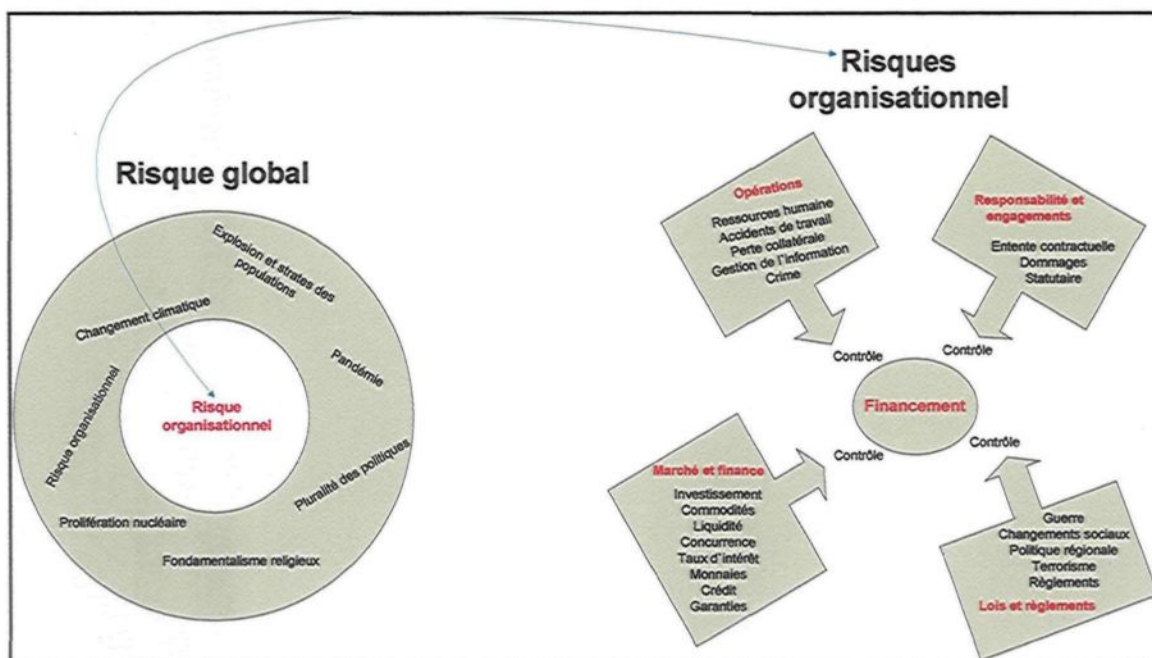 Risque global
Explosion et strates des
populations
Changement climatique
Pandémie
Risque organisationnel
Risque
organisationnel
Pluralité des politiques
Prolifération nucléaire
Fondamentalisme religieux
Risques
organisationnel
Opérations
Ressources humaine
Accidents de travail
Perte collatérale
Gestion de l'information
Crime
Responsabilité et
engagements
Entente contractuelle
Dommages
Statutaire
Contrôle
Contrôle
Financement
Contrôle
Contrôle
Marché et finance
Investissement
Commodités
Liquidité
Concurrence
Taux d'intérêt
Monnaies
Crédit
Garanties
Guerre
Changements sociaux
Politique régionale
Terrorisme
Règlements
Lois et règlements